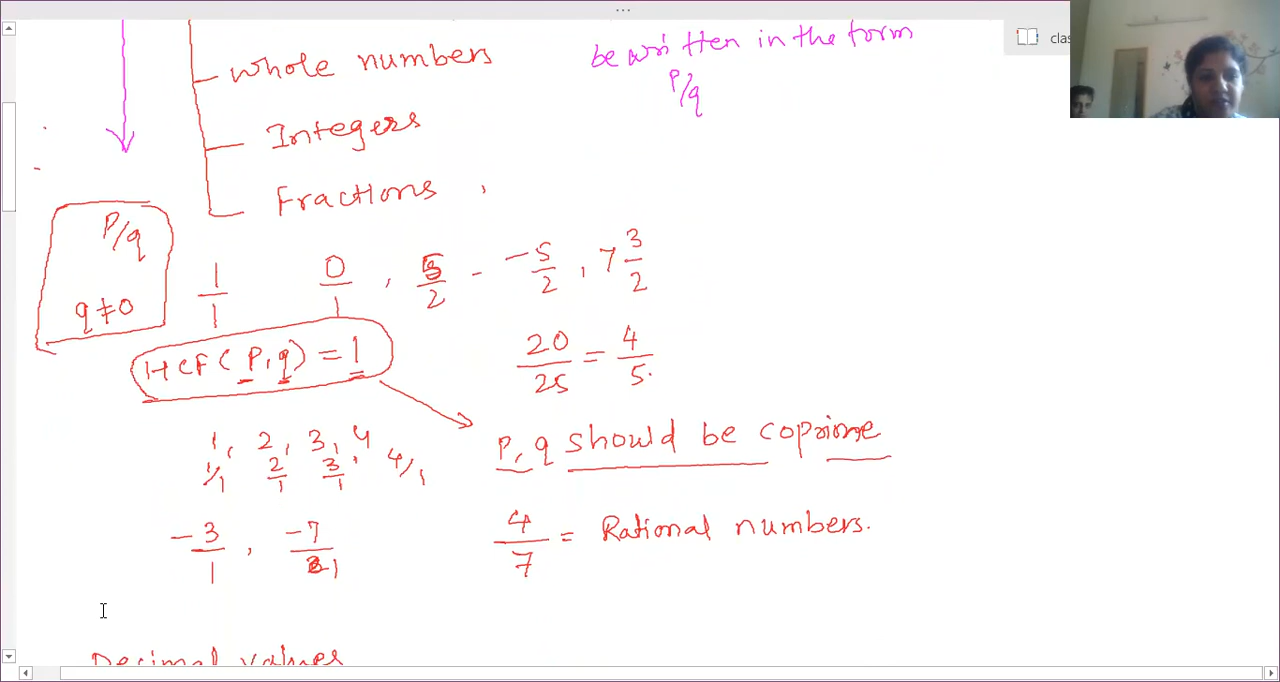 whole numbers
be written in the form
P/q
Integers
Fractions ,
P/q
q≠0
1/1 0/1 , 5/2 - -5/2 , 7 3/2
HCF ( P, q ) = 1
20/25 = 4/5.
1, 2, 3, 4
1/1 2/1 3/1, 4/1
P, q should be coprime
-3/1 , -7/1
4/7 = Rational numbers.
Decimal values